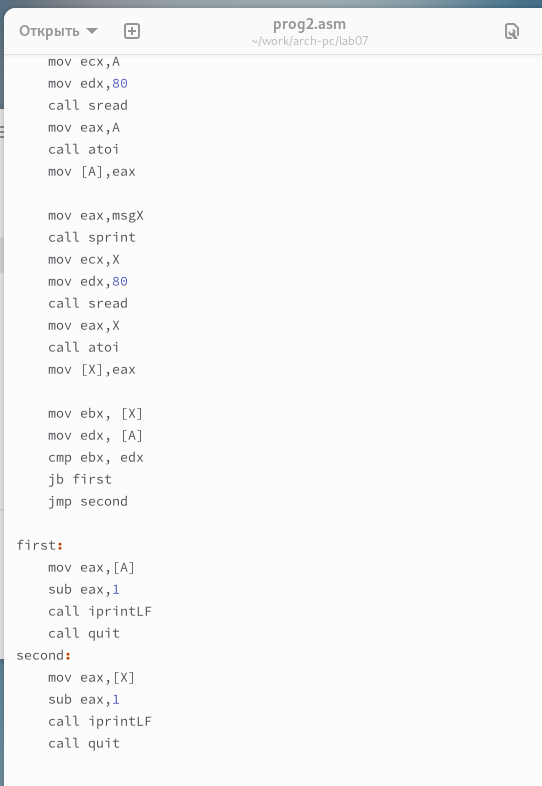 Открыть
prog2.asm
~/work/arch-pc/lab07
mov ecx,A
mov edx,80
call sread
mov eax,A
call atoi
mov [A],eax
mov eax,msgX
call sprint
mov ecx,X
mov edx,80
call sread
mov eax,X
call atoi
mov [X],eax
mov ebx, [X]
mov edx, [A]
cmp ebx, edx
jb first
jmp second
first:
mov eax,[A]
sub eax,1
call iprintLF
call quit
second:
mov eax,[X]
sub eax,1
call iprintLF
call quit